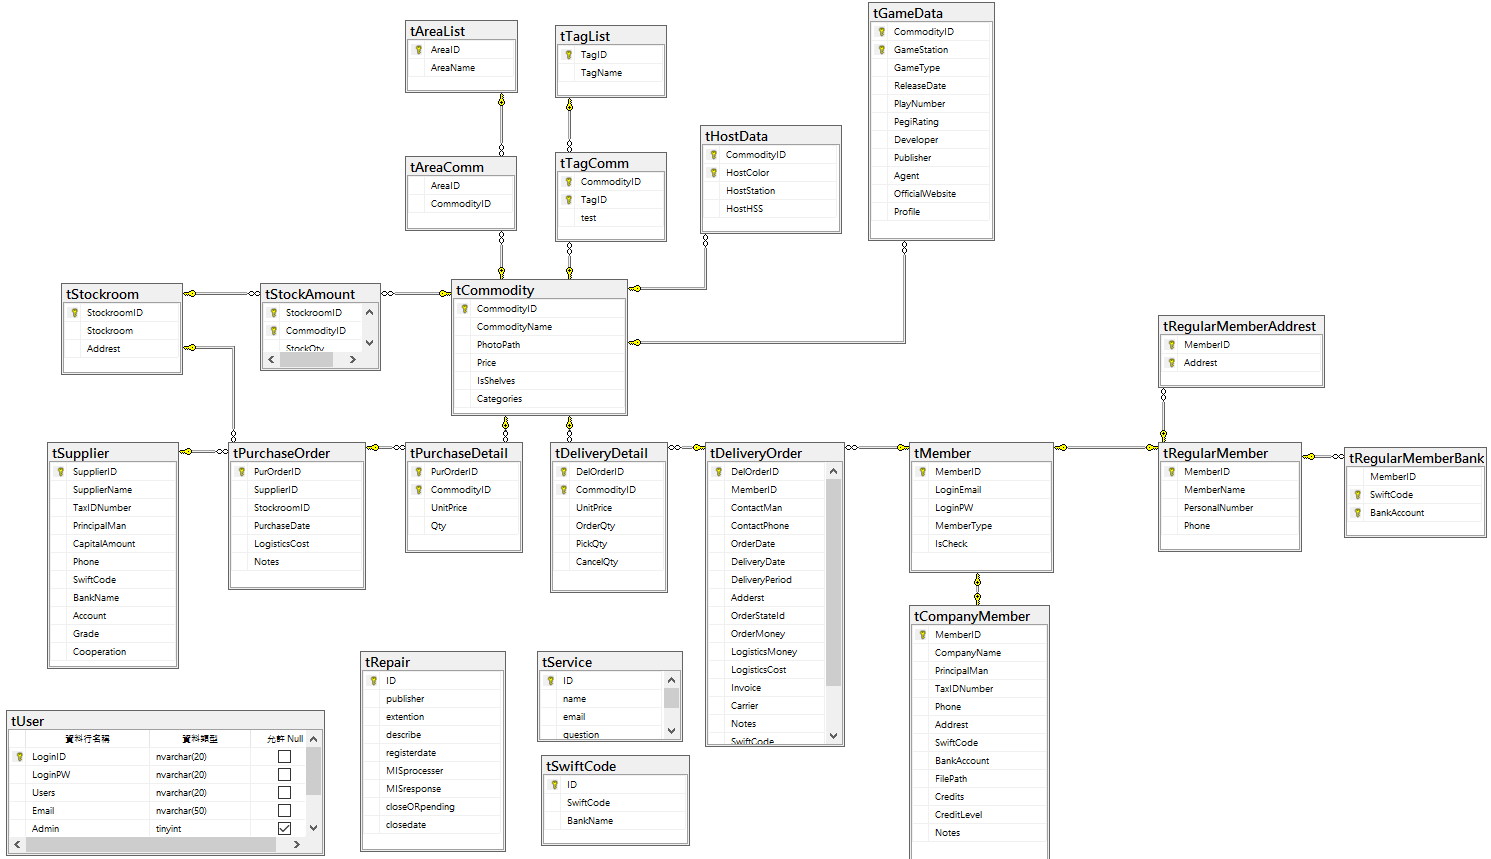 tAreaList
AreaID
AreaName
tTagList
TagID
TagName
tGameData
CommodityID
GameStation
GameType
ReleaseDate
PlayNumber
PegiRating
Developer
Publisher
Agent
OfficialWebsite
Profile
tHostData
CommodityID
HostColor
HostStation
HostHSS
tAreaComm
AreaID
CommodityID
tTagComm
CommodityID
TagID
test
tStockroom
StockroomID
Stockroom
Addrest
tStockAmount
StockroomID
CommodityID
StockQty
tCommodity
CommodityID
CommodityName
PhotoPath
Price
IsShelves
Categories
tRegularMemberAddrest
MemberID
Addrest
tSupplier
SupplierID
SupplierName
TaxIDNumber
PrincipalMan
CapitalAmount
Phone
SwiftCode
BankName
Account
Grade
Cooperation
tPurchaseOrder
PurOrderID
SupplierID
StockroomID
PurchaseDate
LogisticsCost
Notes
tPurchaseDetail
PurOrderID
CommodityID
UnitPrice
Qty
tDeliveryDetail
DelOrderID
CommodityID
UnitPrice
OrderQty
PickQty
CancelQty
tDeliveryOrder
DelOrderID
MemberID
ContactMan
ContactPhone
OrderDate
DeliveryDate
DeliveryPeriod
Adderst
OrderStateId
OrderMoney
LogisticsMoney
LogisticsCost
Invoice
Carrier
Notes
SwiftCode
tMember
MemberID
LoginEmail
LoginPW
MemberType
IsCheck
tRegularMember
MemberID
MemberName
PersonalNumber
Phone
tRegularMemberBank
MemberID
SwiftCode
BankAccount
tCompanyMember
MemberID
CompanyName
PrincipalMan
TaxIDNumber
Phone
Addrest
SwiftCode
BankAccount
FilePath
Credits
CreditLevel
Notes
tRepair
ID
publisher
extention
describe
registerdate
MISprocesser
MISresponse
closeORpending
closedate
tService
ID
name
email
question
tSwiftCode
ID
SwiftCode
BankName
tUser
資料行名稱 資料類型 允許 Null
LoginID nvarchar(20)
LoginPW nvarchar(20)
Users nvarchar(20)
Email nvarchar(50)
Admin tinyint